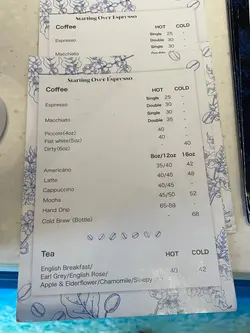 Starting Over Espresso
Coffee HOT COLD
Single 25 -
Espresso Double 30 -
Single 30
Macchiato
Starting Over Espresso
Coffee HOT COLD
Single 25 -
Espresso Double 30 -
Single 30 -
Macchiato Double 35 -
Piccolo(4oz) 40 -
Flat white(5oz) 40 -
Dirty(6oz) 40 -
8oz/12oz 16oz
Americano 35/40 42
Latte 40/45 48
Cappuccino 40/45 -
Mocha 45/50 52
Hand Drip 65-88 -
Cold Brew (Bottle) - 68
Tea HOT COLD
English Breakfast/
Earl Grey/English Rose/ 40 42
Apple & Elderflower/Chamomile/Sleepy